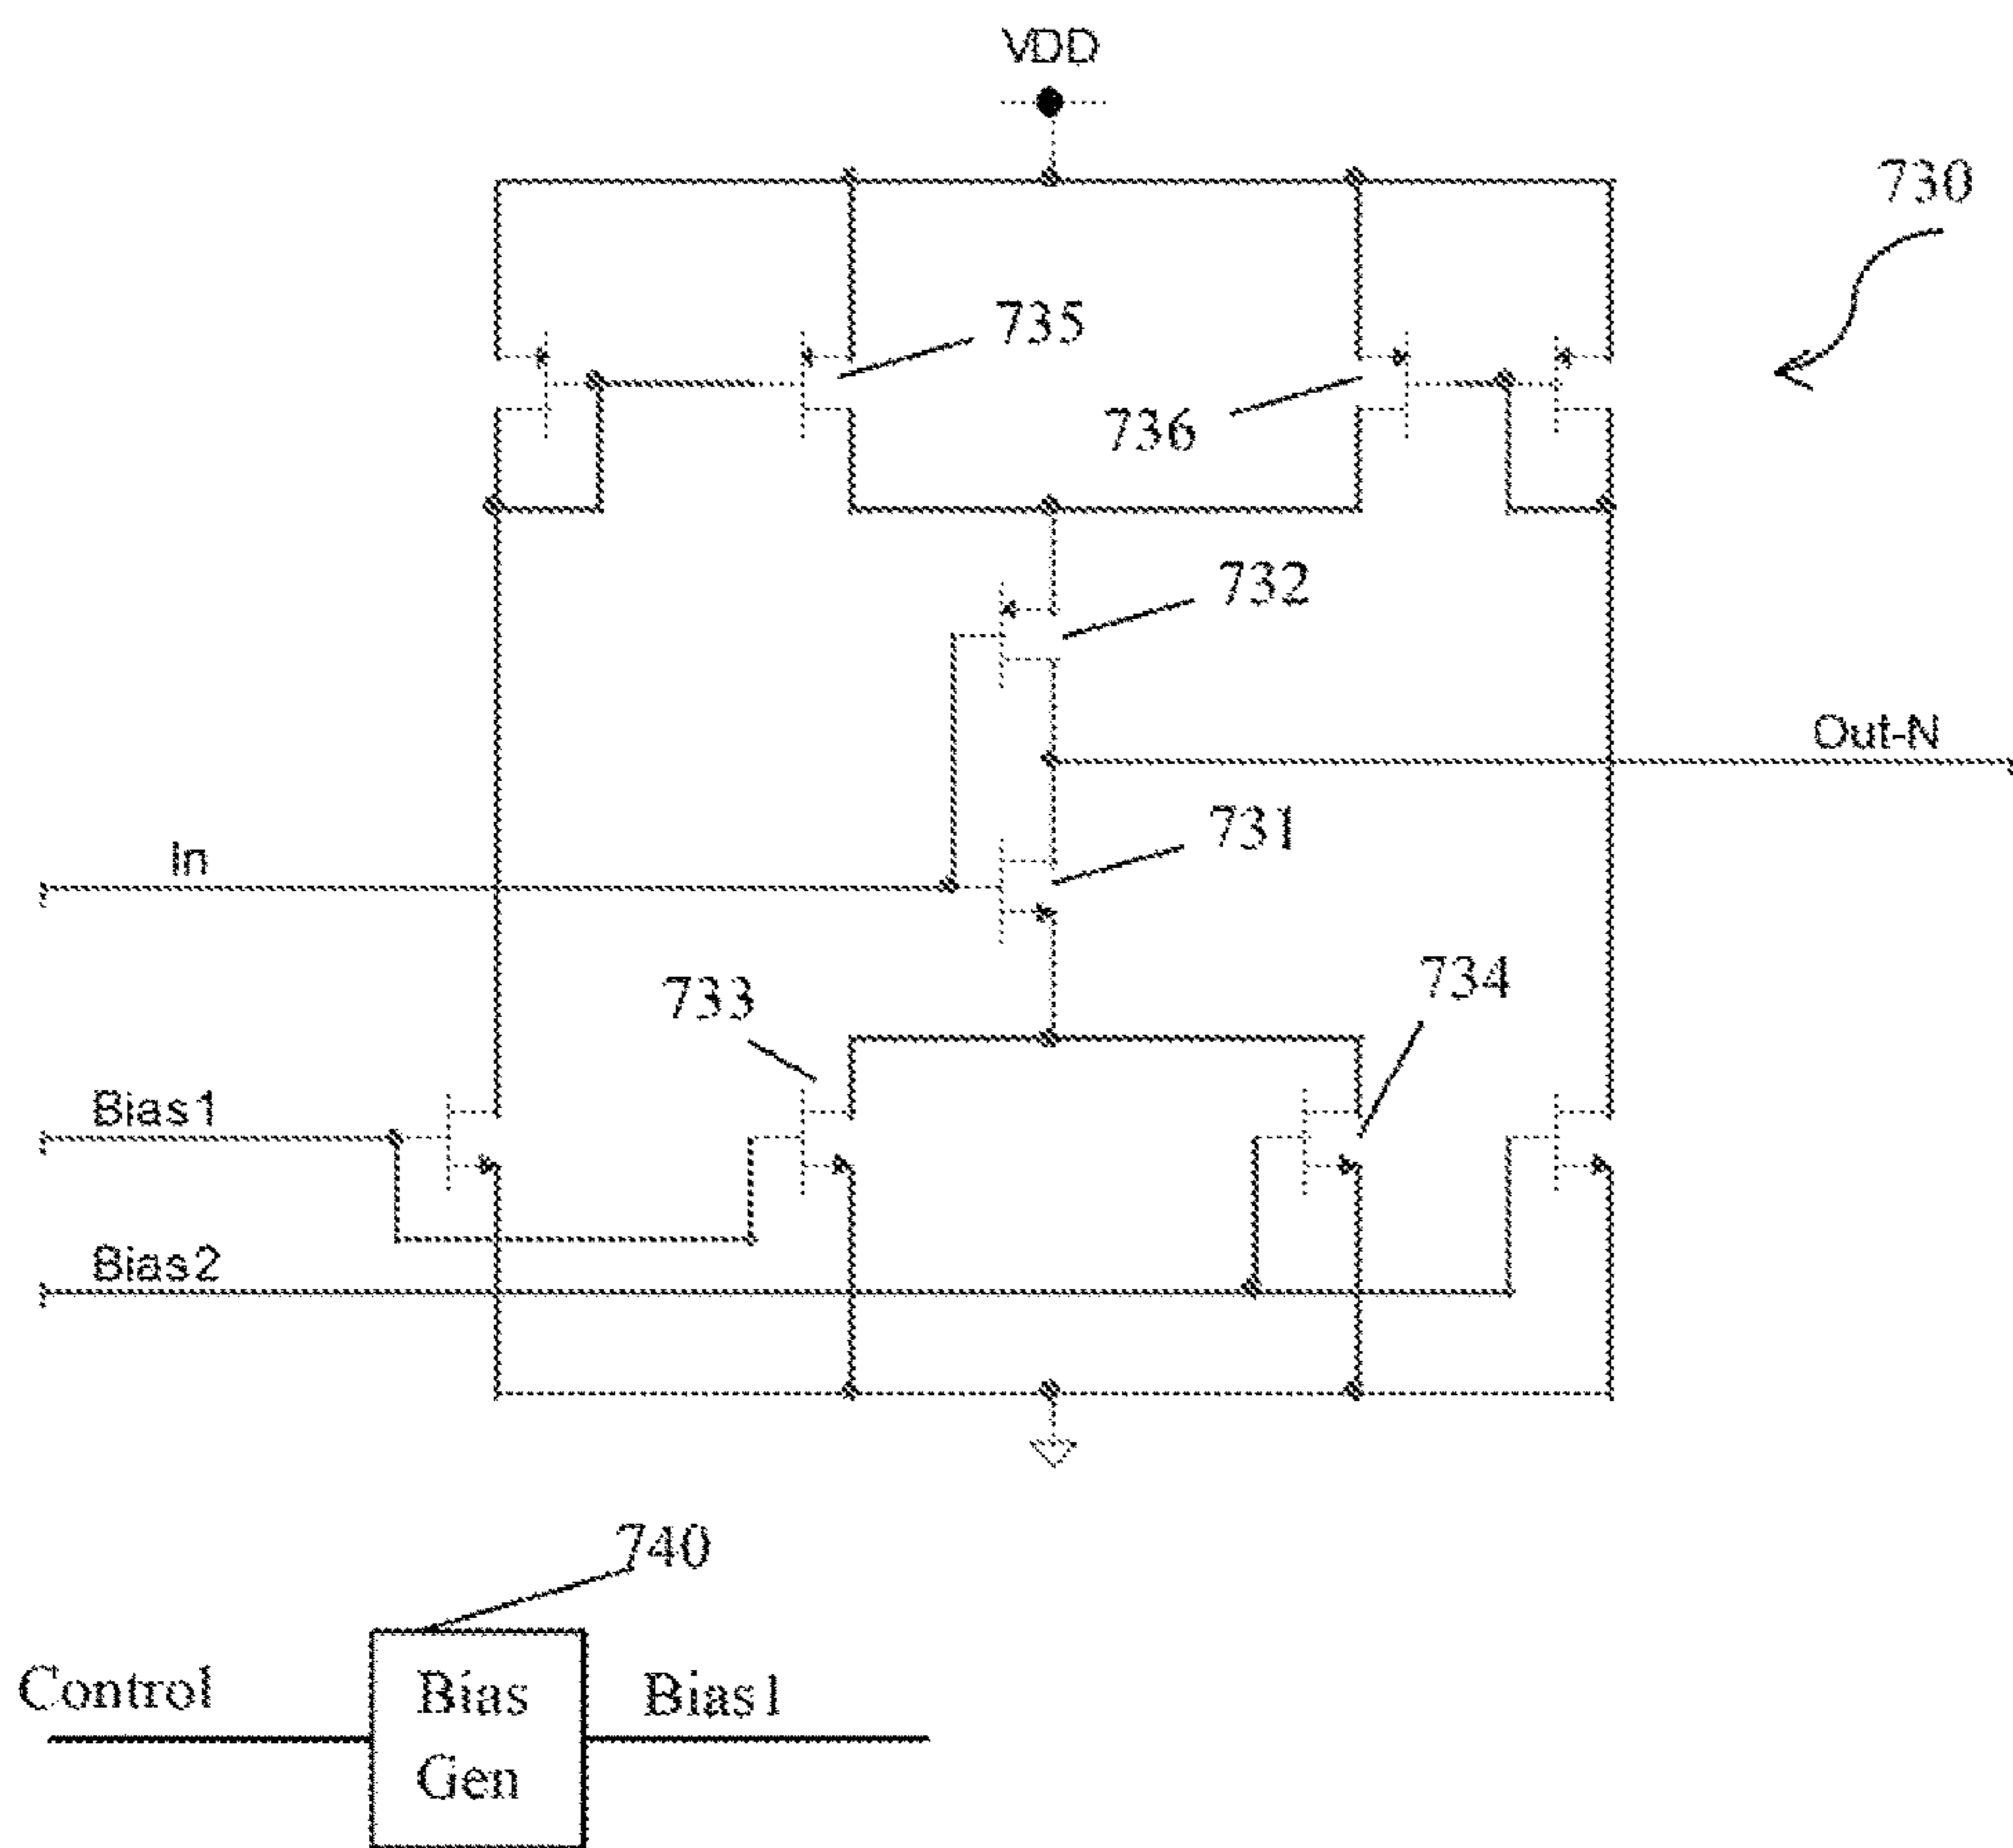 VDD
730
735
736
732
Out-N
731
In
734
733
Bias1
Bias2
740
Control
Bias
Gen
Bias1